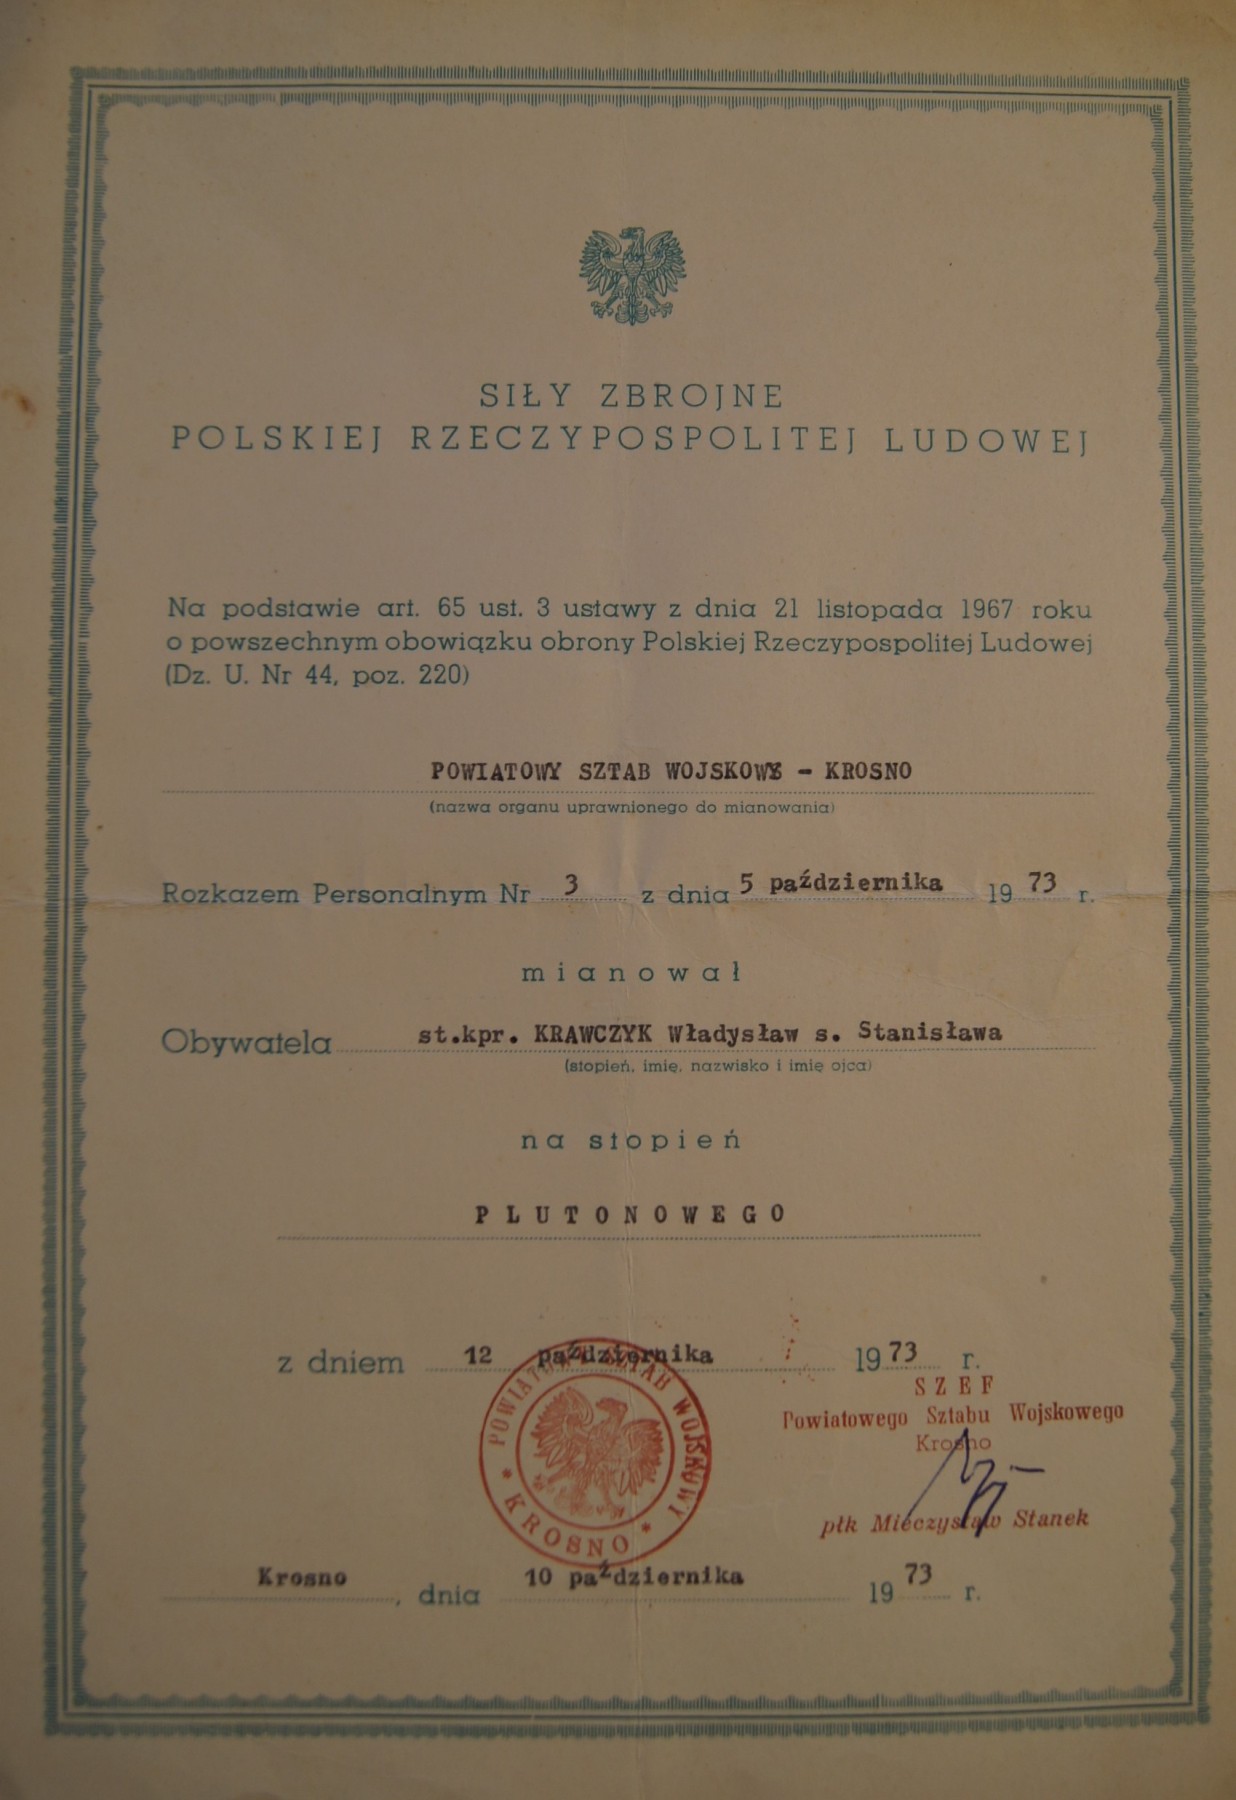 SIŁY ZBROJNE
POLSKIEJ RZECZYPOSPOLITEJ LUDOWEJ
Na podstawie art. 65 ust. 3 ustawy z dnia 21 listopada 1967 roku
o powszechnym obowiązku obrony Polskiej Rzeczypospolitej Ludowej
(Dz. U. Nr 44, poz. 220)
POWIATOWY SZTAB WOJSKOWY - KROSNO
(nazwa organu uprawnionego do mianowania)
Rozkazem Personalnym Nr 3 z dnia 5 października 1973 r.
mianował
Obywatela st.kpr. KRAWCZYK Władysław s. Stanisława
(stopień, imię, nazwisko i imię ojca)
na stopień
PLUTONOWEGO
z dniem 12 października 1973 r.
SZEF
Powiatowego Sztabu Wojskowego
Krosno
płk Mieczysław Stanek
POWIATOWY SZTAB WOJSKOWY * KROSNO *
Krosno, dnia 10 października 1973 r.